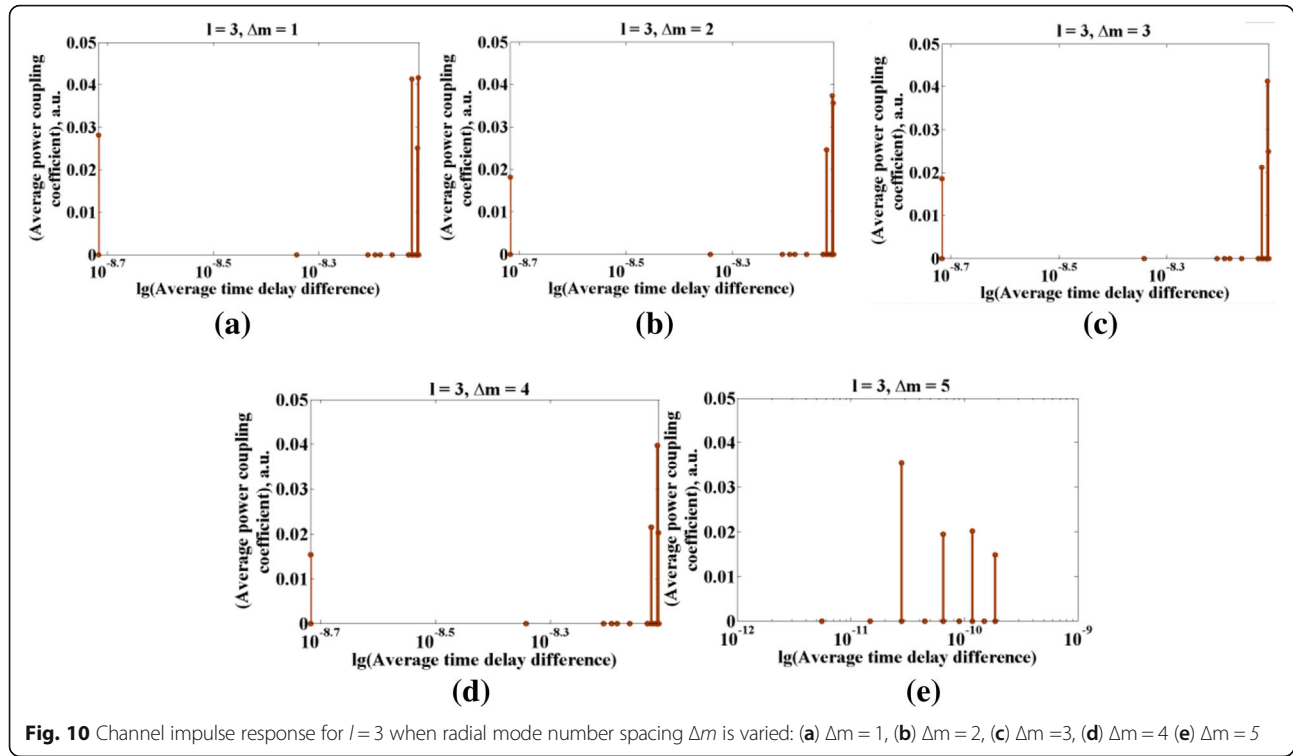 l = 3, Δm = 1
0.05
0.04
0.03
0.02
0.01
0
(Average power coupling
coefficient), a.u.
10^-8.7
10^-8.5
10^-8.3
lg(Average time delay difference)
(a)
l = 3, Δm = 2
0.05
0.04
0.03
0.02
0.01
0
(Average power coupling
coefficient), a.u.
10^-8.7
10^-8.5
10^-8.3
lg(Average time delay difference)
(b)
l = 3, Δm = 3
0.05
0.04
0.03
0.02
0.01
0
(Average power coupling
coefficient), a.u.
10^-8.7
10^-8.5
10^-8.3
lg(Average time delay difference)
(c)
l = 3, Δm = 4
0.05
0.04
0.03
0.02
0.01
0
(Average power coupling
coefficient), a.u.
10^-8.7
10^-8.5
10^-8.3
lg(Average time delay difference)
(d)
l = 3, Δm = 5
0.05
0.04
0.03
0.02
0.01
0
(Average power coupling
coefficient), a.u.
10^-12
10^-11
10^-10
10^-9
lg(Average time delay difference)
(e)
Fig. 10 Channel impulse response for l = 3 when radial mode number spacing Δm is varied: (a) Δm = 1, (b) Δm = 2, (c) Δm =3, (d) Δm = 4 (e) Δm = 5